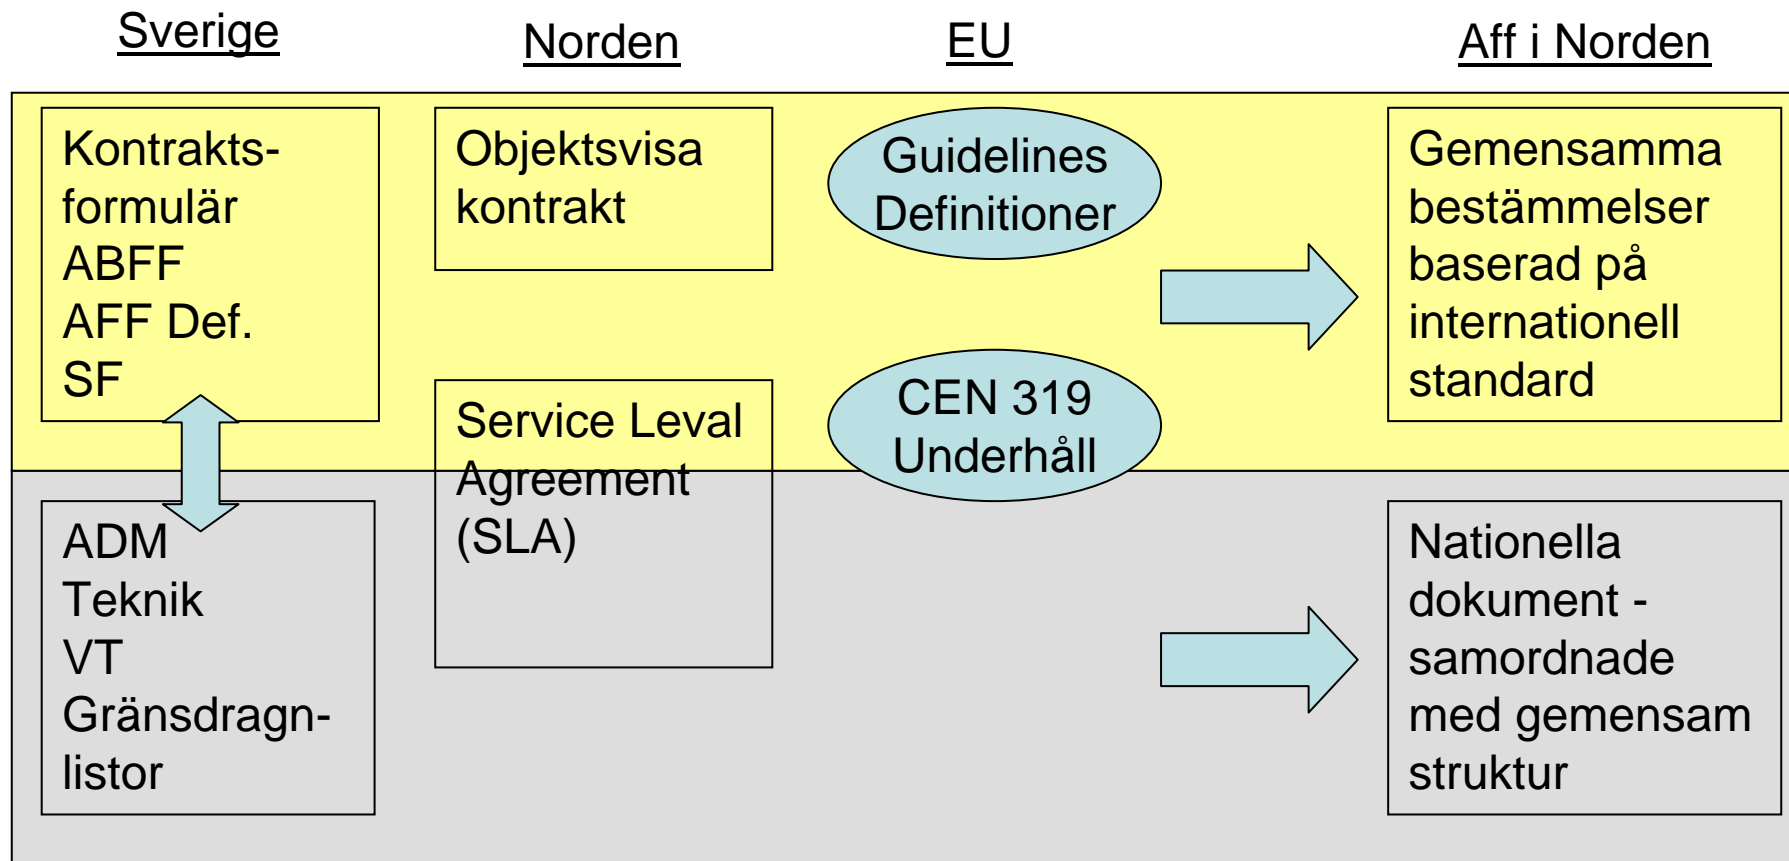 Sverige
Norden
EU
Aff i Norden
Kontrakts-
formulär
ABFF
AFF Def.
SF
Objektsvisa
kontrakt
Guidelines
Definitioner
Gemensamma
bestämmelser
baserad på
internationell
standard
Service Leval
Agreement
(SLA)
CEN 319
Underhåll
ADM
Teknik
VT
Gränsdragn-
listor
Nationella
dokument -
samordnade
med gemensam
struktur